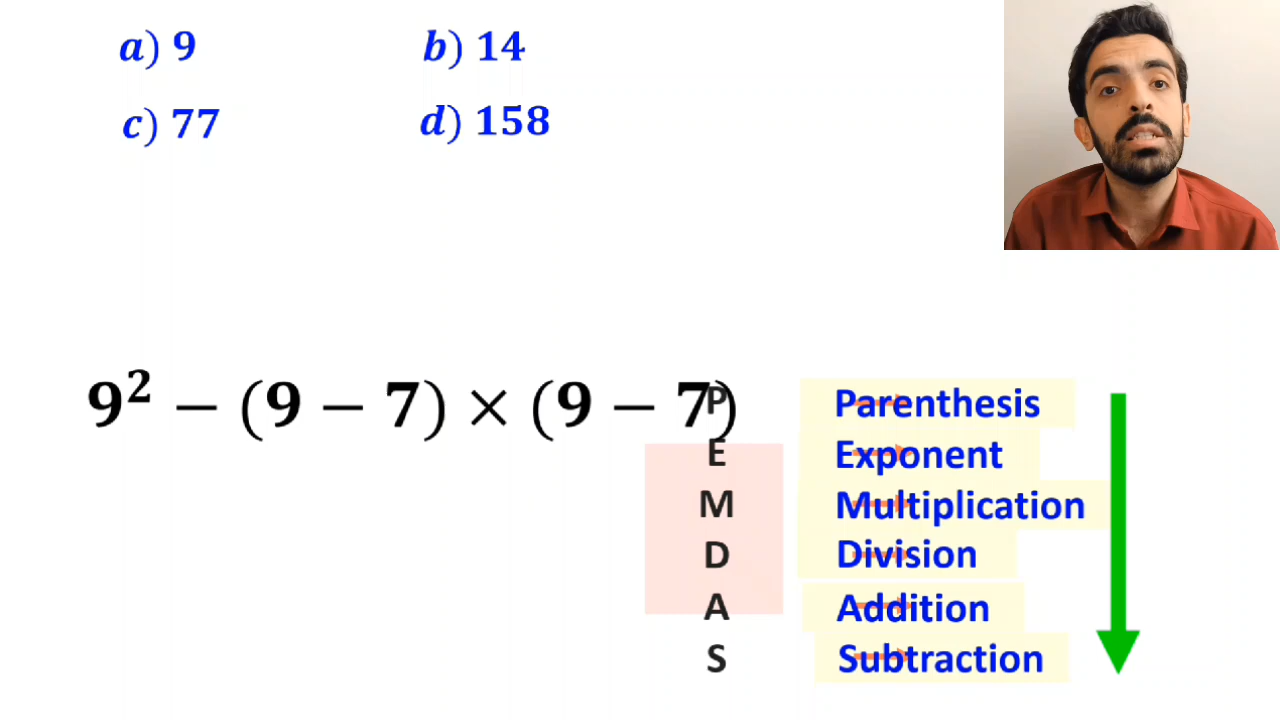 a) 9 b) 14
c) 77 d) 158
9² − (9 − 7) × (9 − 7)
P Parenthesis
E Exponent
M Multiplication
D Division
A Addition
S Subtraction